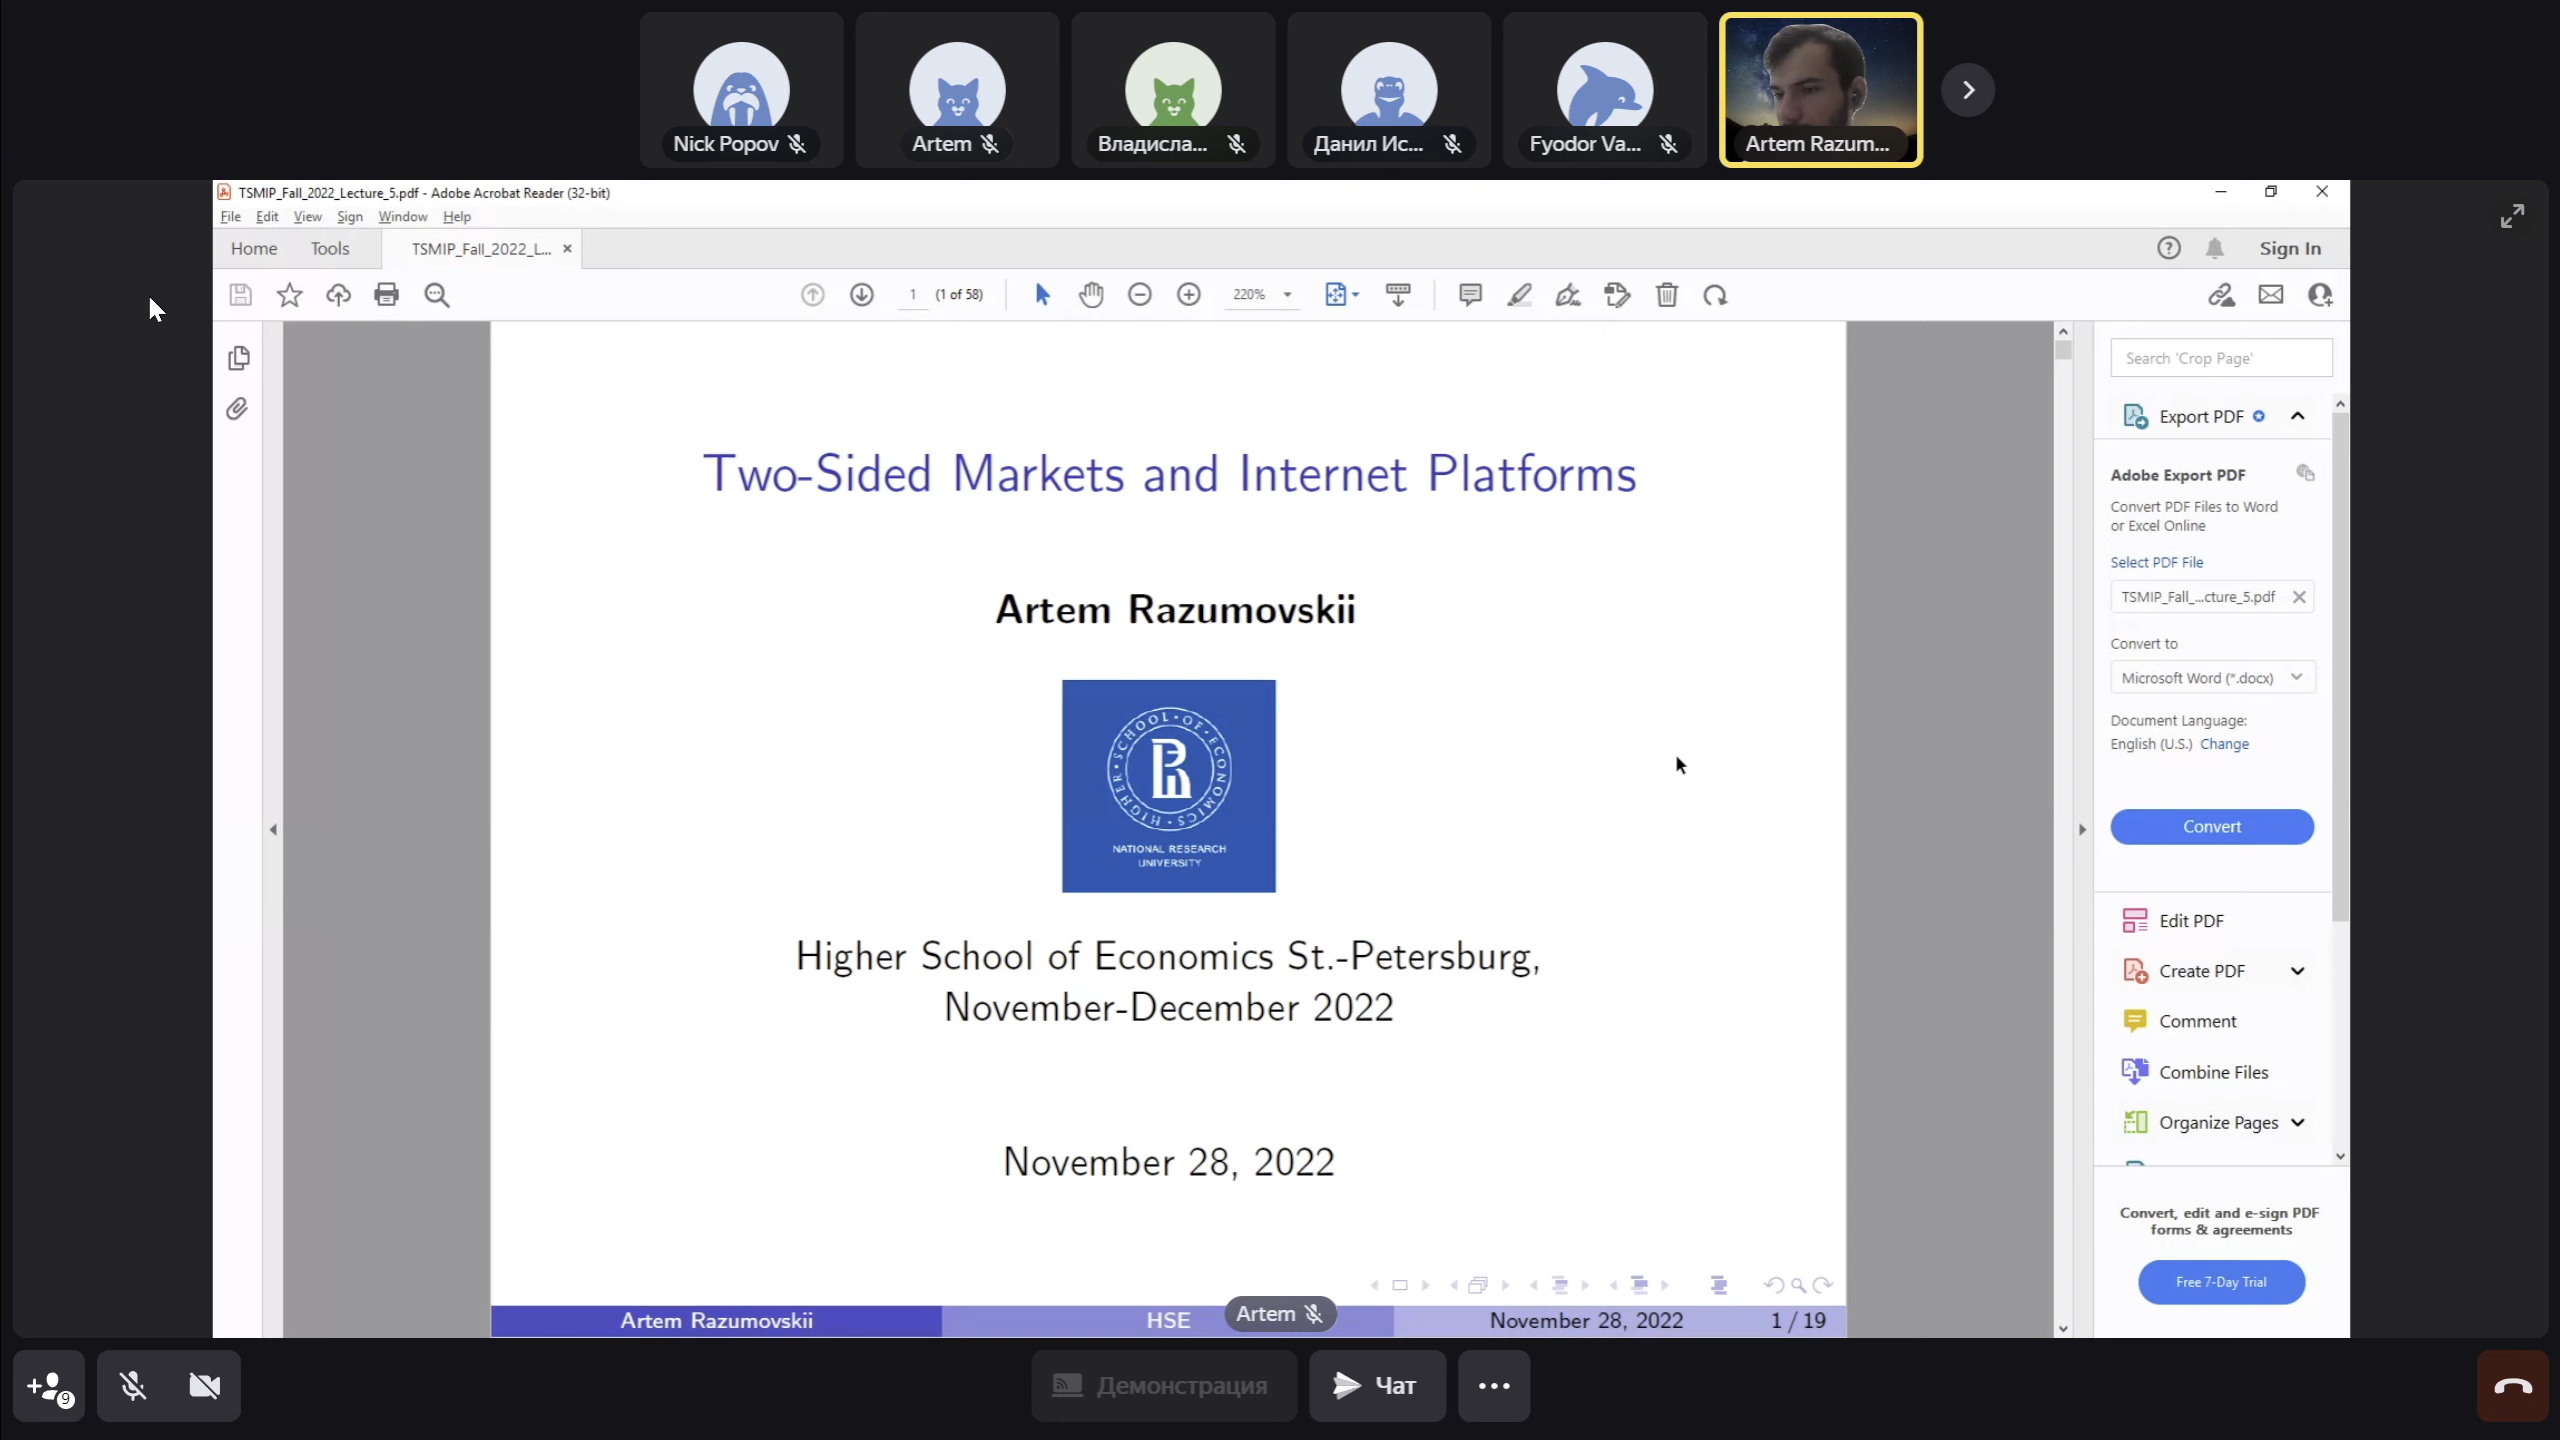 Nick Popov
Artem
Владисла...
Данил Ис...
Fyodor Va...
Artem Razum...
TSMIP_Fall_2022_Lecture_5.pdf - Adobe Acrobat Reader (32-bit)
File Edit View Sign Window Help
Home Tools TSMIP_Fall_2022_L... Sign In
1 (1 of 58) 220%
Search 'Crop Page'
Export PDF
Adobe Export PDF
Convert PDF Files to Word
or Excel Online
Select PDF File
TSMIP_Fall_...cture_5.pdf
Convert to
Microsoft Word (*.docx)
Document Language:
English (U.S.) Change
Convert
Edit PDF
Create PDF
Comment
Combine Files
Organize Pages
Convert, edit and e-sign PDF
forms & agreements
Free 7-Day Trial
Two-Sided Markets and Internet Platforms
Artem Razumovskii
HIGHER · SCHOOL · OF · ECONOMICS
NATIONAL RESEARCH
UNIVERSITY
Higher School of Economics St.-Petersburg,
November-December 2022
November 28, 2022
Artem Razumovskii HSE November 28, 2022 1 / 19
Artem
9
Демонстрация
Чат